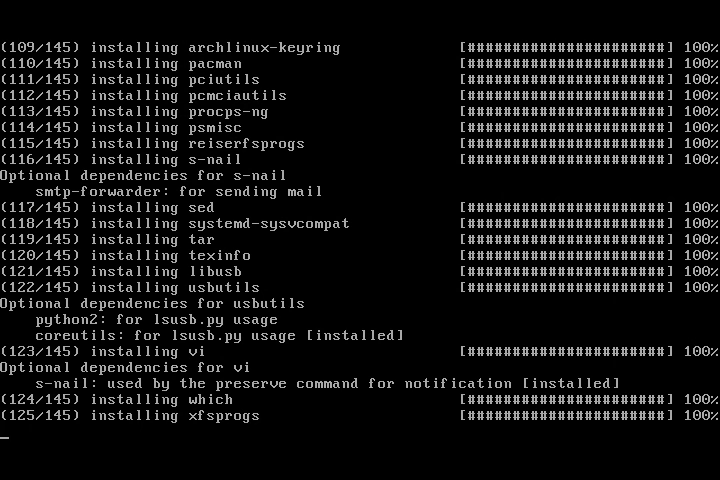 (109/145) installing archlinux-keyring [######################] 100%
(110/145) installing pacman [######################] 100%
(111/145) installing pciutils [######################] 100%
(112/145) installing pcmciautils [######################] 100%
(113/145) installing procps-ng [######################] 100%
(114/145) installing psmisc [######################] 100%
(115/145) installing reiserfsprogs [######################] 100%
(116/145) installing s-nail [######################] 100%
Optional dependencies for s-nail
    smtp-forwarder: for sending mail
(117/145) installing sed [######################] 100%
(118/145) installing systemd-sysvcompat [######################] 100%
(119/145) installing tar [######################] 100%
(120/145) installing texinfo [######################] 100%
(121/145) installing libusb [######################] 100%
(122/145) installing usbutils [######################] 100%
Optional dependencies for usbutils
    python2: for lsusb.py usage
    coreutils: for lsusb.py usage [installed]
(123/145) installing vi [######################] 100%
Optional dependencies for vi
    s-nail: used by the preserve command for notification [installed]
(124/145) installing which [######################] 100%
(125/145) installing xfsprogs [######################] 100%